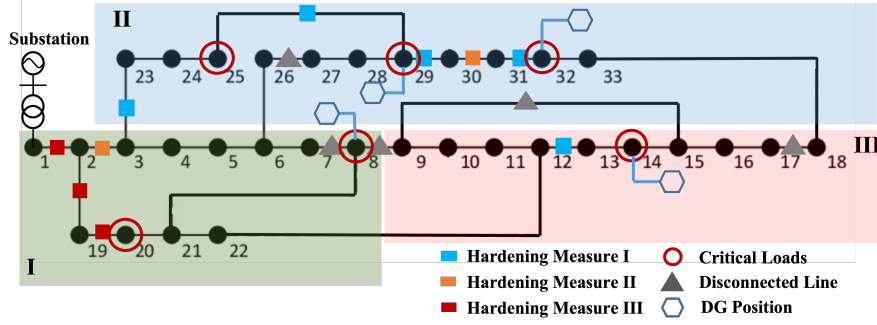 II
Substation
23 24 25 26 27 28 29 30 31 32 33
1 2 3 4 5 6 7 8 9 10 11 12 13 14 15 16 17 18
III
19 20 21 22
I
Hardening Measure I
Critical Loads
Hardening Measure II
Disconnected Line
Hardening Measure III
DG Position